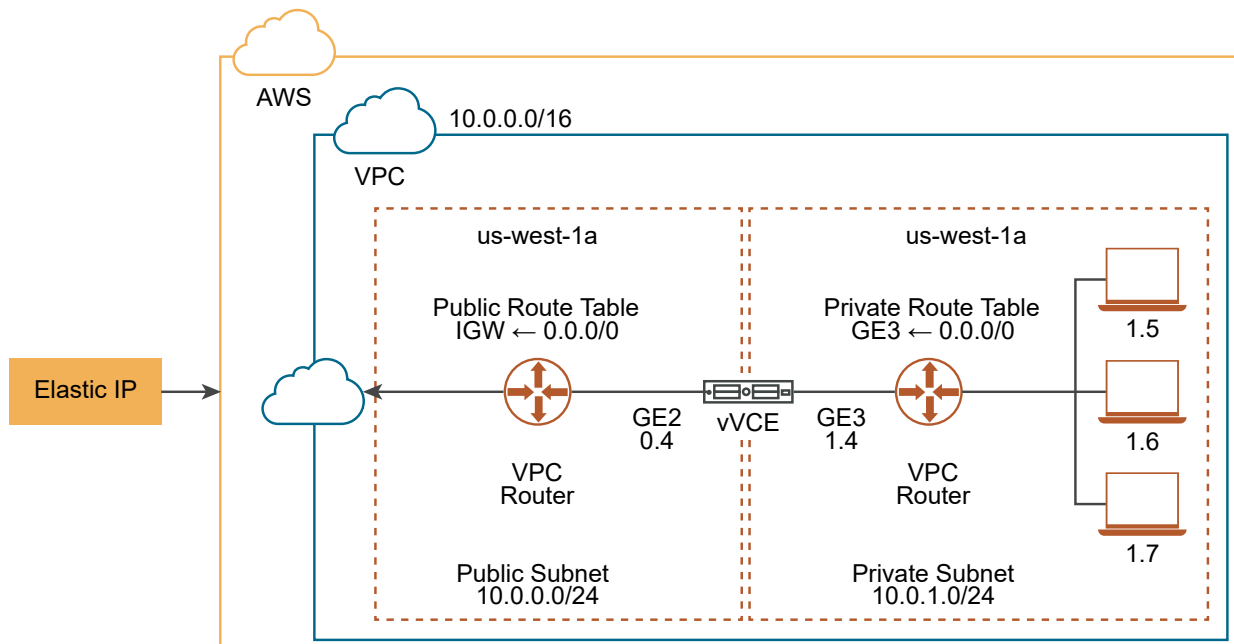 AWS
10.0.0.0/16
VPC
us-west-1a
us-west-1a
Public Route Table
IGW ← 0.0.0/0
Private Route Table
GE3 ← 0.0.0/0
1.5
Elastic IP
GE2
0.4
vVCE
GE3
1.4
1.6
VPC
Router
VPC
Router
1.7
Public Subnet
10.0.0.0/24
Private Subnet
10.0.1.0/24